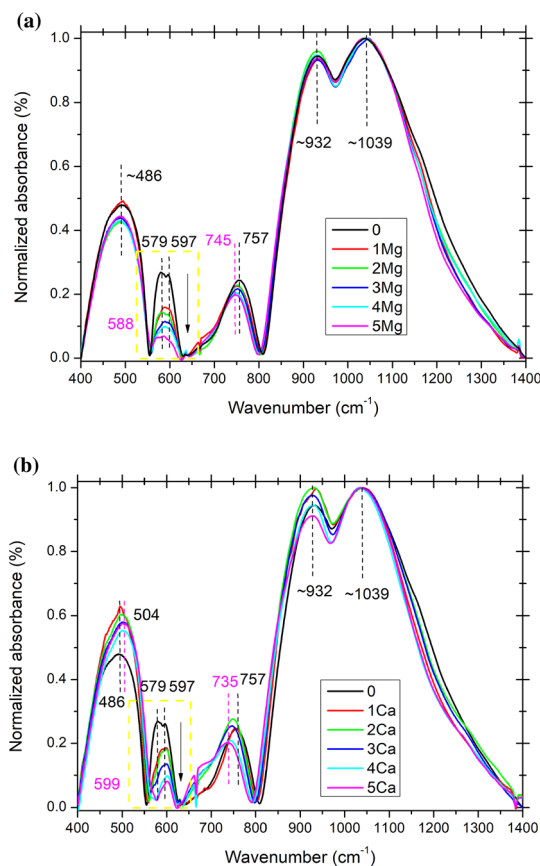 (a)
Normalized absorbance (%)
1.0
0.8
0.6
0.4
0.2
0.0
~486
579 597
588
745 757
~932 ~1039
0
1Mg
2Mg
3Mg
4Mg
5Mg
400 500 600 700 800 900 1000 1100 1200 1300 1400
Wavenumber (cm⁻¹)
(b)
Normalized absorbance (%)
1.0
0.8
0.6
0.4
0.2
0.0
504
486
579 597
599
735 757
~932 ~1039
0
1Ca
2Ca
3Ca
4Ca
5Ca
400 500 600 700 800 900 1000 1100 1200 1300 1400
Wavenumber (cm⁻¹)